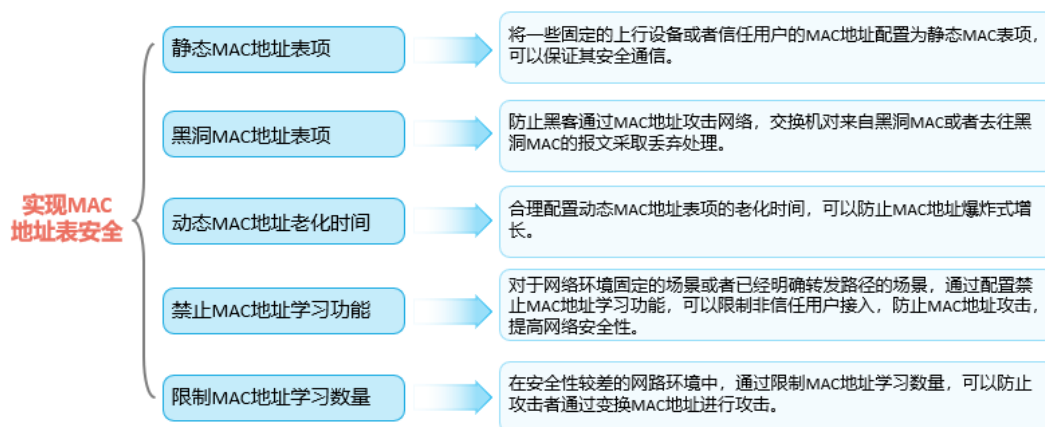 实现MAC
地址表安全
静态MAC地址表项
将一些固定的上行设备或者信任用户的MAC地址配置为静态MAC表项，
可以保证其安全通信。
黑洞MAC地址表项
防止黑客通过MAC地址攻击网络，交换机对来自黑洞MAC或者去往黑
洞MAC的报文采取丢弃处理。
动态MAC地址老化时间
合理配置动态MAC地址表项的老化时间，可以防止MAC地址爆炸式增
长。
禁止MAC地址学习功能
对于网络环境固定的场景或者已经明确转发路径的场景，通过配置禁
止MAC地址学习功能，可以限制非信任用户接入，防止MAC地址攻击，
提高网络安全性。
限制MAC地址学习数量
在安全性较差的网路环境中，通过限制MAC地址学习数量，可以防止
攻击者通过变换MAC地址进行攻击。